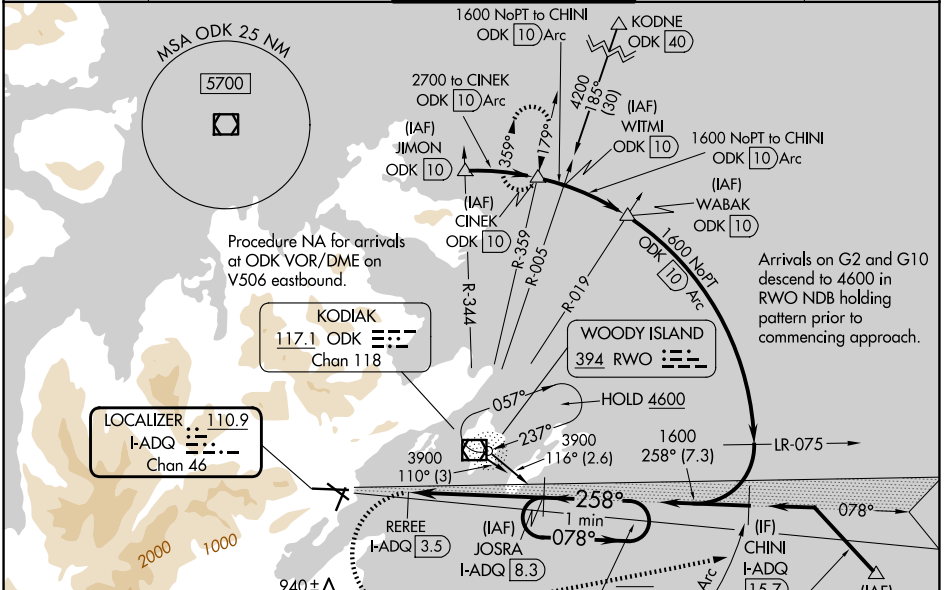 MSA ODK 25 NM
5700
1600 NoPT to CHINI
ODK 10 Arc
KODNE
ODK 40
2700 to CINEK
ODK 10 Arc
4200
185°
(30)
(IAF)
WITMI
ODK 10
(IAF)
JIMON
ODK 10
359°
179°
1600 NoPT to CHINI
ODK 10 Arc
(IAF)
CINEK
ODK 10
(IAF)
WABAK
ODK 10
Procedure NA for arrivals
at ODK VOR/DME on
V506 eastbound.
R-344
R-359
R-005
R-019
1600 NoPT
ODK 10 Arc
Arrivals on G2 and G10
descend to 4600 in
RWO NDB holding
pattern prior to
commencing approach.
KODIAK
117.1 ODK
Chan 118
WOODY ISLAND
394 RWO
057°
HOLD 4600
237°
LOCALIZER 110.9
I-ADQ
Chan 46
3900
110° (3)
3900
116° (2.6)
1600
258° (7.3)
LR-075
258°
1 min
078°
078°
REREE
I-ADQ 3.5
(IAF)
JOSRA
I-ADQ 8.3
(IF)
CHINI
I-ADQ
15.7
2000
1000
940±
Arc
(IAF)